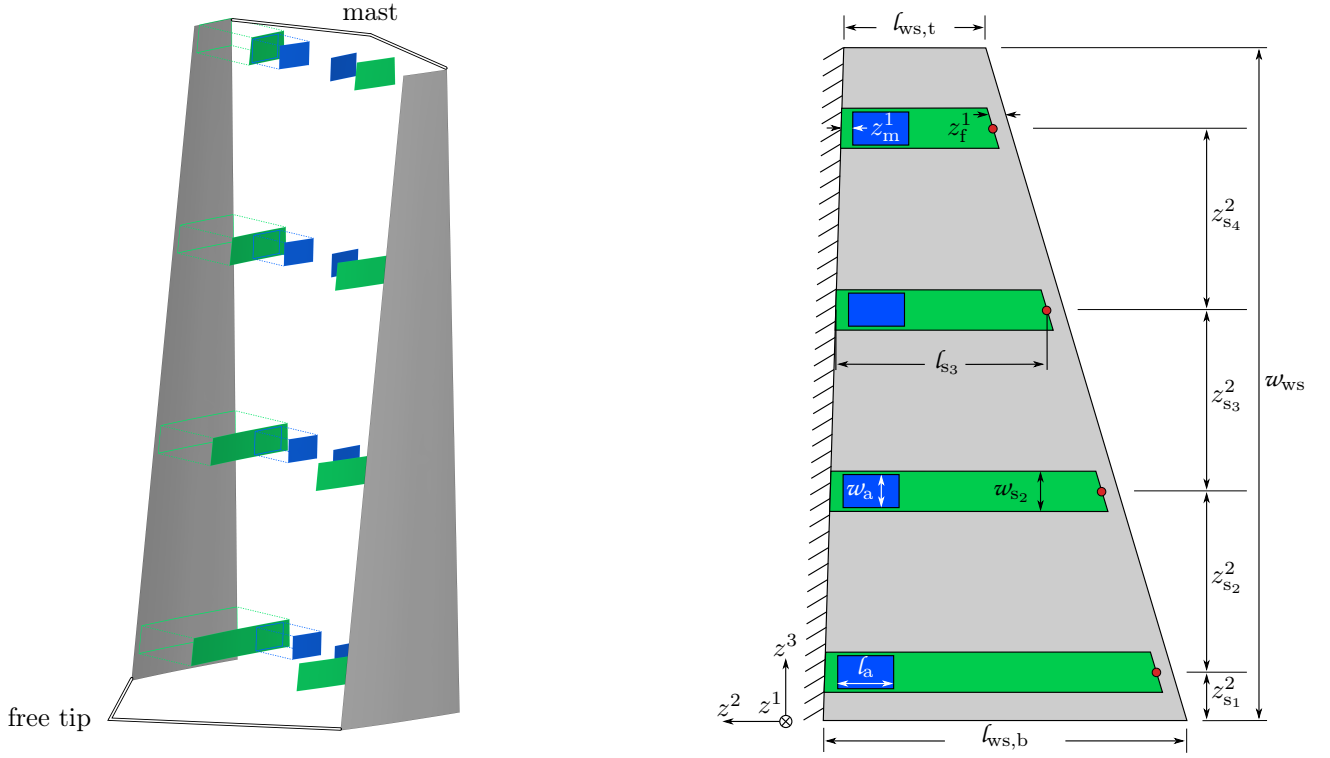 mast
free tip
l_ws,t
z_m^1
z_f^1
z_s4^2
l_s3
z_s3^2
w_ws
w_a
w_s2
z_s2^2
l_a
z^3
z^2
z^1
z_s1^2
l_ws,b